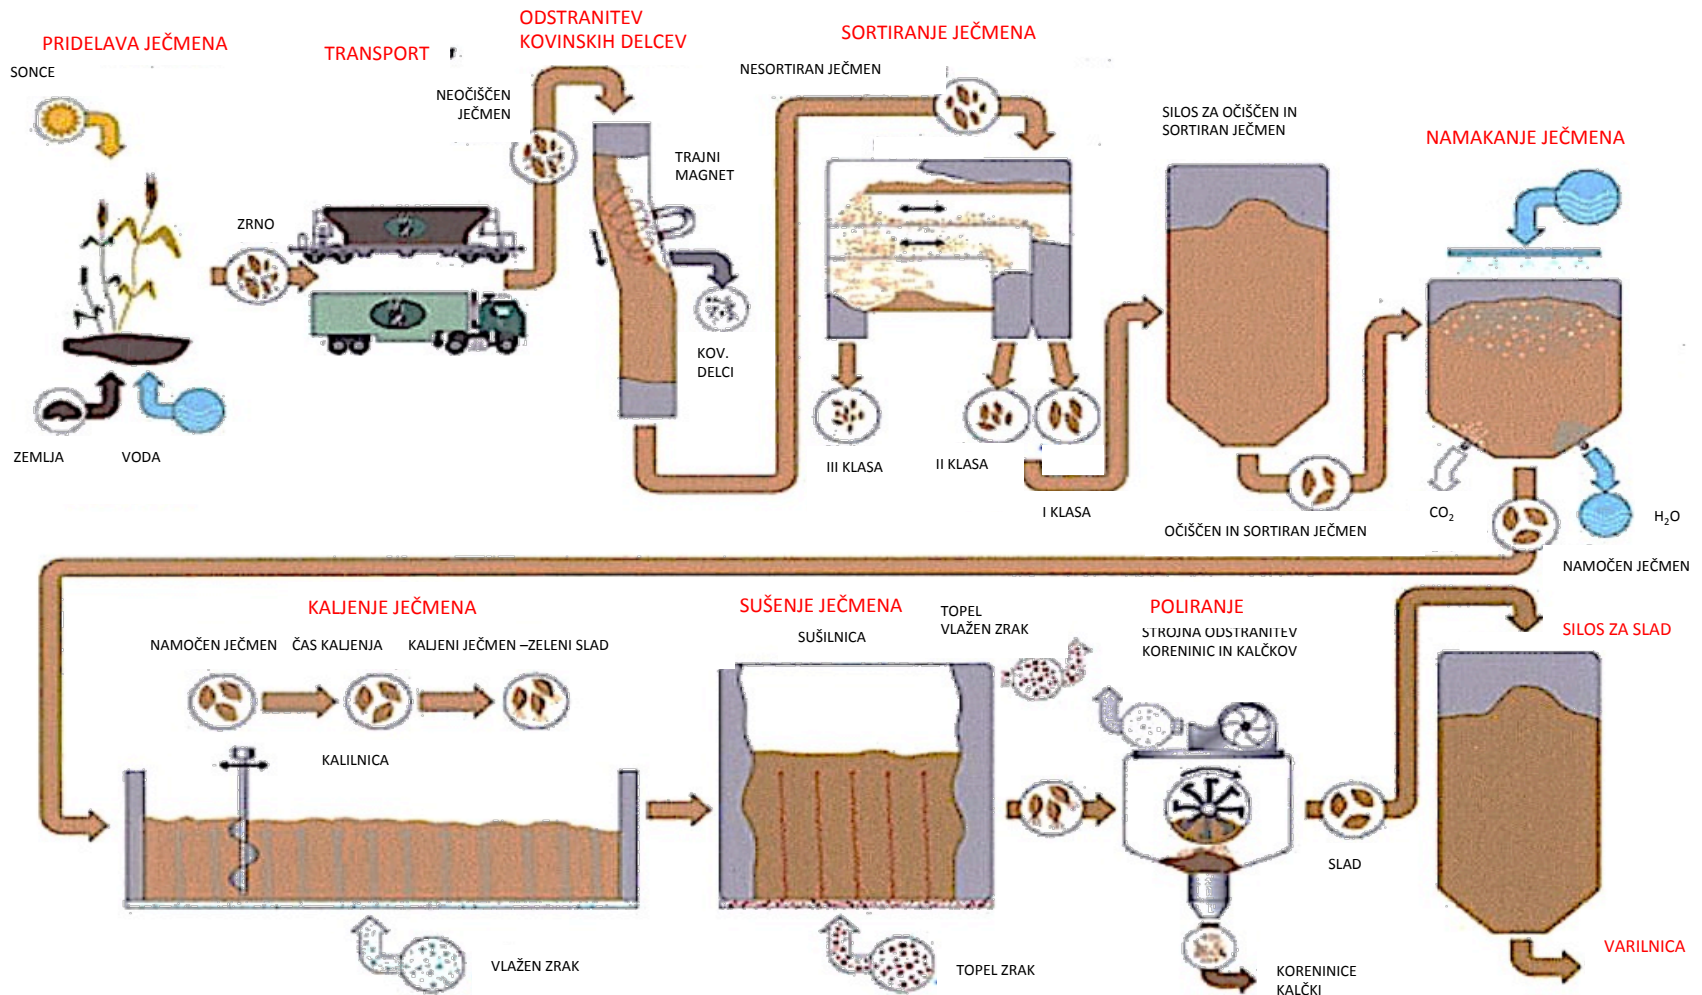 PRIDELAVA JEČMENA
SONCE
ZEMLJA
VODA
ZRNO
TRANSPORT
NEOČIŠČEN
JEČMEN
ODSTRANITEV
KOVINSKIH DELCEV
TRAJNI
MAGNET
KOV.
DELCI
SORTIRANJE JEČMENA
NESORTIRAN JEČMEN
III KLASA
II KLASA
I KLASA
SILOS ZA OČIŠČEN IN
SORTIRAN JEČMEN
OČIŠČEN IN SORTIRAN JEČMEN
NAMAKANJE JEČMENA
CO₂
H₂O
NAMOČEN JEČMEN
KALJENJE JEČMENA
NAMOČEN JEČMEN
ČAS KALJENJA
KALJENI JEČMEN –ZELENI SLAD
KALILNICA
VLAŽEN ZRAK
SUŠENJE JEČMENA
SUŠILNICA
TOPEL
VLAŽEN ZRAK
TOPEL ZRAK
POLIRANJE
STROJNA ODSTRANITEV
KORENINIC IN KALČKOV
KORENINICE
KALČKI
SLAD
SILOS ZA SLAD
VARILNICA